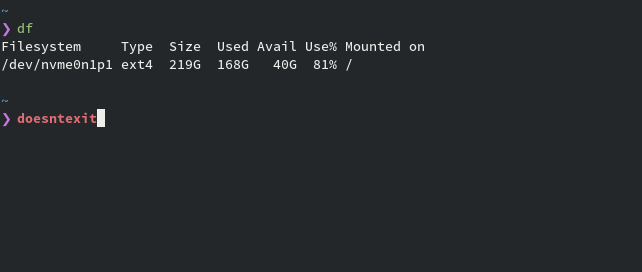 ~
❯ df
Filesystem     Type  Size  Used Avail Use% Mounted on
/dev/nvme0n1p1 ext4  219G  168G   40G  81% /
~
❯ doesntexit